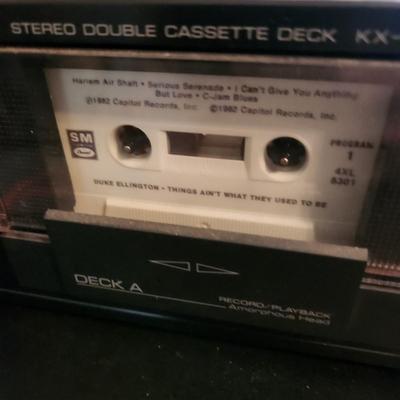 STEREO DOUBLE CASSETTE DECK KX-
Harlem Air Shaft • Serious Serenade • I Can't Give You Anything
But Love • C-Jam Blues
℗1982 Capitol Records, Inc. ©1982 Capitol Records, Inc.
SM
PROGRAM
1
4XL
8301
DUKE ELLINGTON • THINGS AIN'T WHAT THEY USED TO BE
DECK A
RECORD/PLAYBACK
Amorphous Head